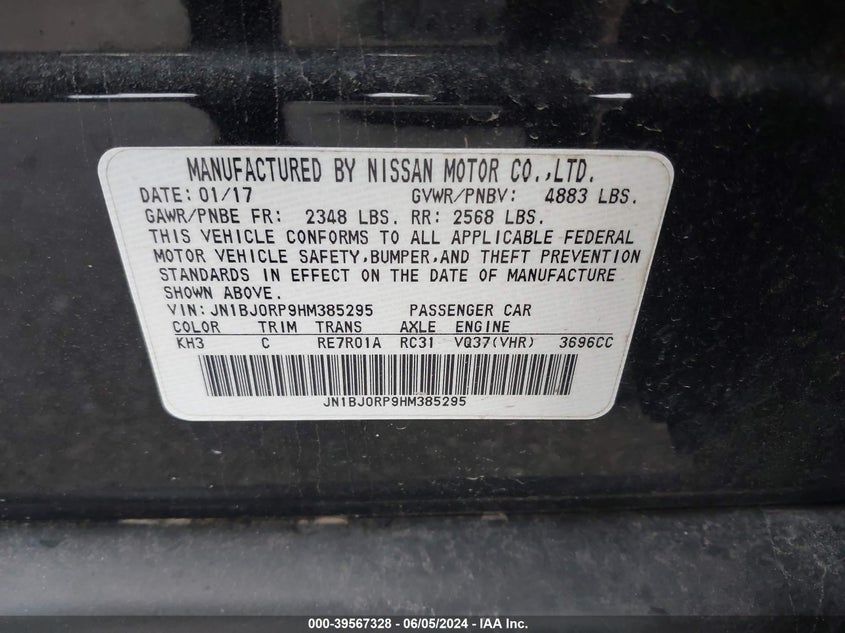 MANUFACTURED BY NISSAN MOTOR CO.,LTD.
DATE: 01/17 GVWR/PNBV: 4883 LBS.
GAWR/PNBE FR: 2348 LBS. RR: 2568 LBS.
THIS VEHICLE CONFORMS TO ALL APPLICABLE FEDERAL
MOTOR VEHICLE SAFETY,BUMPER,AND THEFT PREVENTION
STANDARDS IN EFFECT ON THE DATE OF MANUFACTURE
SHOWN ABOVE.
VIN: JN1BJ0RP9HM385295 PASSENGER CAR
COLOR TRIM TRANS AXLE ENGINE
KH3 C RE7R01A RC31 VQ37(VHR) 3696CC
JN1BJ0RP9HM385295
000-39567328 - 06/05/2024 - IAA Inc.